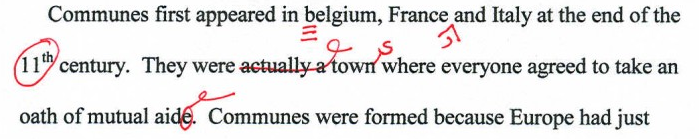 Communes first appeared in belgium, France and Italy at the end of the
11th century. They were actually a town where everyone agreed to take an
oath of mutual aide. Communes were formed because Europe had just